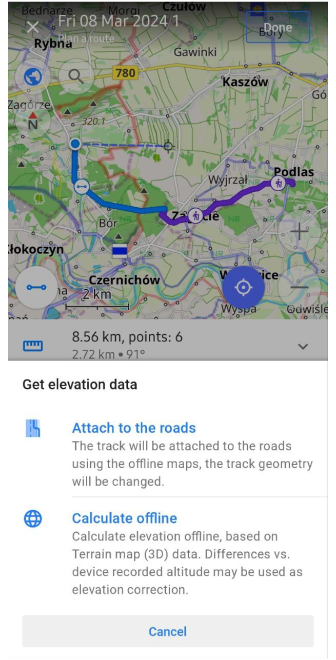 Bednarze
Morgi
Czułów
Fri 08 Mar 2024 1
Done
Rybna
Plan a route
Bory
Gawinki
780
Kaszów
Zagórze
320.1
N
Podlas
Wyjrzał
Bór
Kłokoczyn
2 km
Czernichów
Wyspa
Odwiśle
8.56 km, points: 6
2.72 km • 91°
Get elevation data
Attach to the roads
The track will be attached to the roads
using the offline maps, the track geometry
will be changed.
Calculate offline
Calculate elevation offline, based on
Terrain map (3D) data. Differences vs.
device recorded altitude may be used as
elevation correction.
Cancel